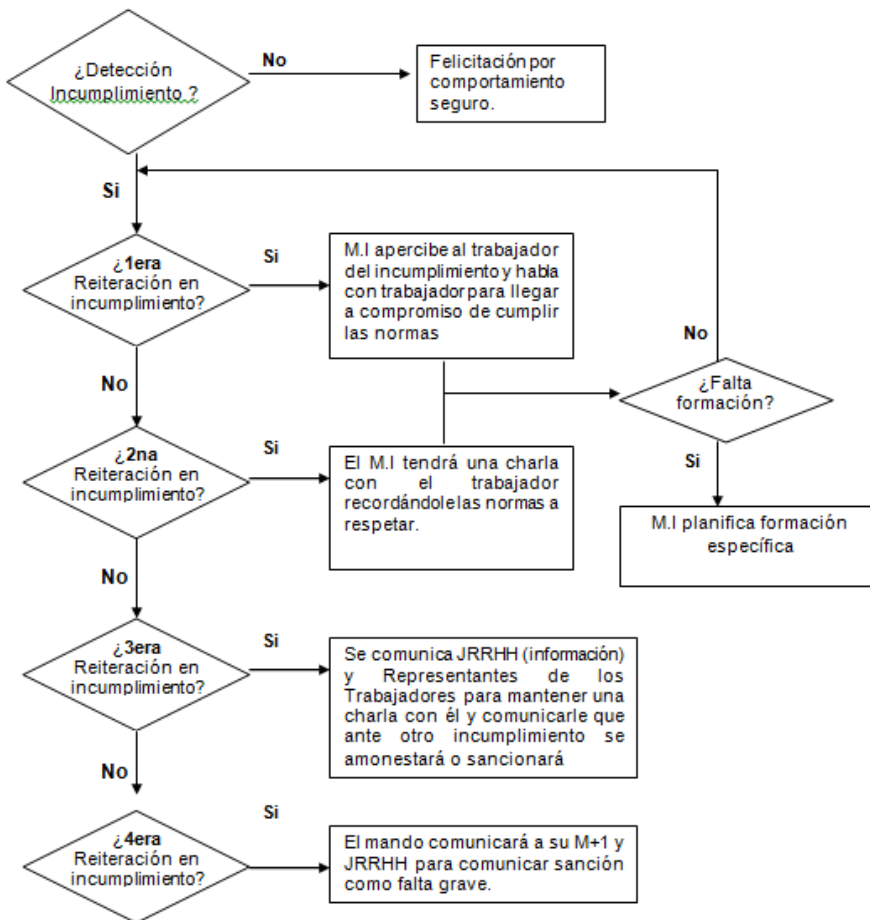 ¿Detección
Incumplimiento ?
No
Felicitación por
comportamiento
seguro.
Si
¿1era
Reiteración en
incumplimiento?
Si
M.I apercibe al trabajador
del incumplimiento y habla
con trabajador para llegar
a compromiso de cumplir
las normas
No
¿Falta
formación?
No
¿2na
Reiteración en
incumplimiento?
Si
El M.I tendrá una charla
con el trabajador
recordándole las normas a
respetar.
Si
M.I planifica formación
específica
No
¿3era
Reiteración en
incumplimiento?
Si
Se comunica JRRHH (información)
y Representantes de los
Trabajadores para mantener una
charla con él y comunicarle que
ante otro incumplimiento se
amonestará o sancionará
No
¿4era
Reiteración en
incumplimiento?
Si
El mando comunicará a su M+1 y
JRRHH para comunicar sanción
como falta grave.